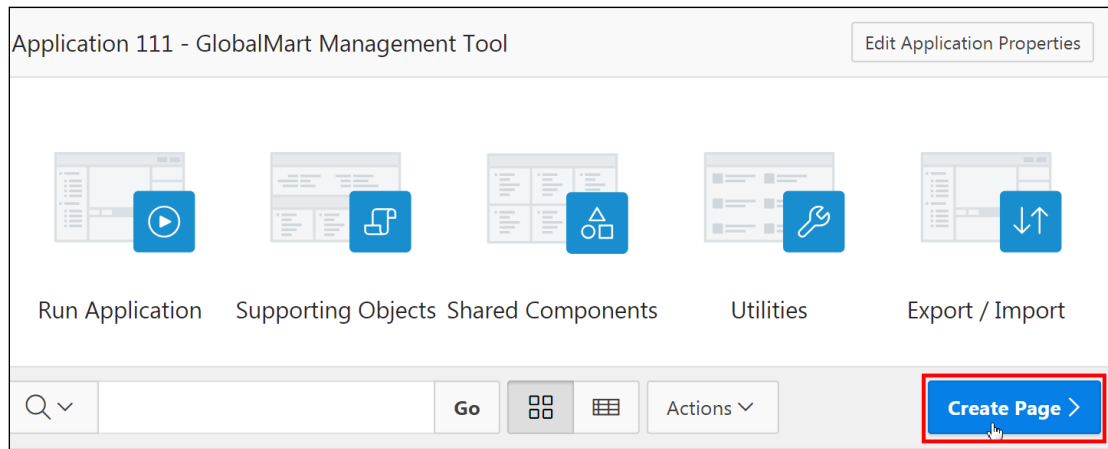 Application 111 - GlobalMart Management Tool
Edit Application Properties
Run Application
Supporting Objects
Shared Components
Utilities
Export / Import
Go
Actions
Create Page